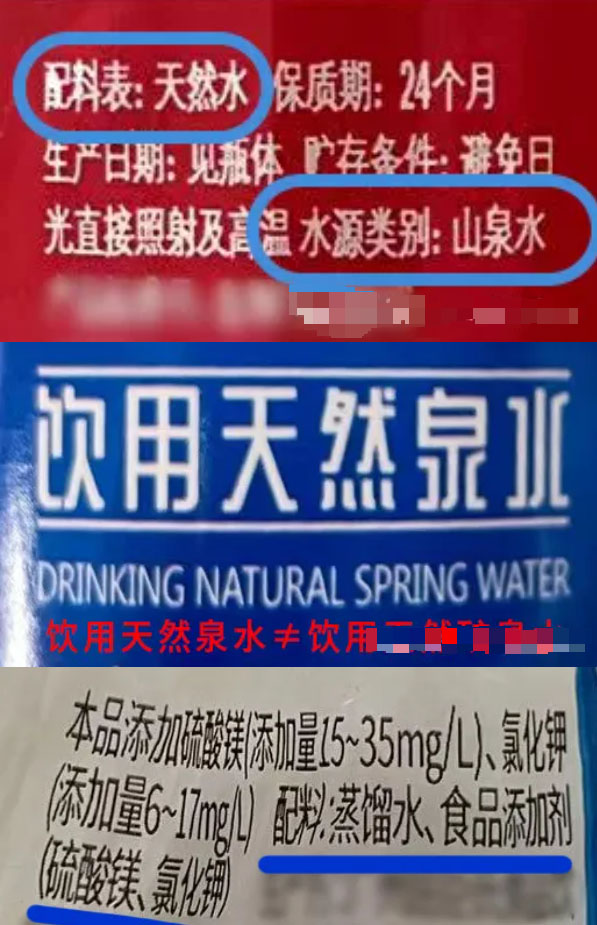 配料表: 天然水 保质期: 24个月
生产日期: 见瓶体 贮存条件: 避免日
光直接照射及高温 水源类别: 山泉水
饮用天然泉水
DRINKING NATURAL SPRING WATER
饮用天然泉水≠饮用
本品添加硫酸镁(添加量15~35mg/L)、氯化钾
(添加量6~17mg/L) 配料:蒸馏水、食品添加剂
(硫酸镁、氯化钾)